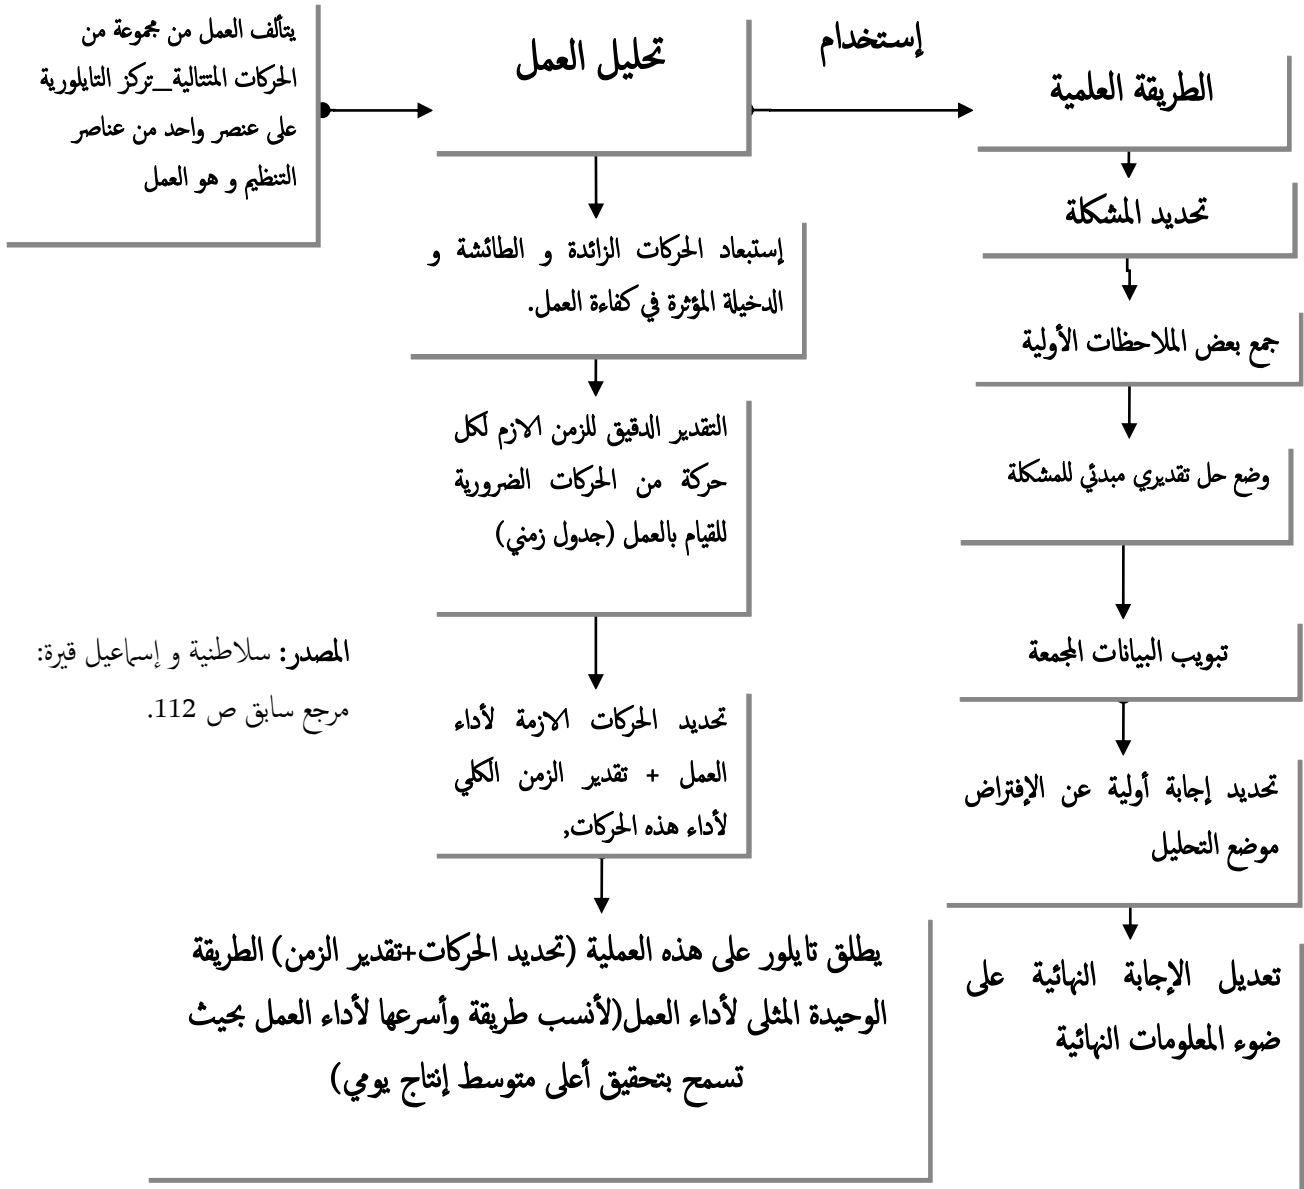 إستخدام
الطريقة العلمية
تحديد المشكلة
جمع بعض الملاحظات الأولية
وضع حل تقديري مبدئي للمشكلة
تبويب البيانات المجمعة
تحديد إجابة أولية عن الإفتراض
موضع التحليل
تعديل الإجابة النهائية على
ضوء المعلومات النهائية
تحليل العمل
إستبعاد الحركات الزائدة و الطائشة و
الدخيلة المؤثرة في كفاءة العمل.
التقدير الدقيق للزمن الازم لكل
حركة من الحركات الضرورية
للقيام بالعمل (جدول زمني)
تحديد الحركات الازمة لأداء
العمل + تقدير الزمن الكلي
لأداء هذه الحركات,
يطلق تايلور على هذه العملية (تحديد الحركات+تقدير الزمن) الطريقة
الوحيدة المثلى لأداء العمل(لأنسب طريقة وأسرعها لأداء العمل بحيث
تسمح بتحقيق أعلى متوسط إنتاج يومي)
يتألف العمل من مجموعة من
الحركات المتتالية_تركز التايلورية
على عنصر واحد من عناصر
التنظيم و هو العمل
المصدر: سلاطنية و إسماعيل قيرة:
مرجع سابق ص 112.